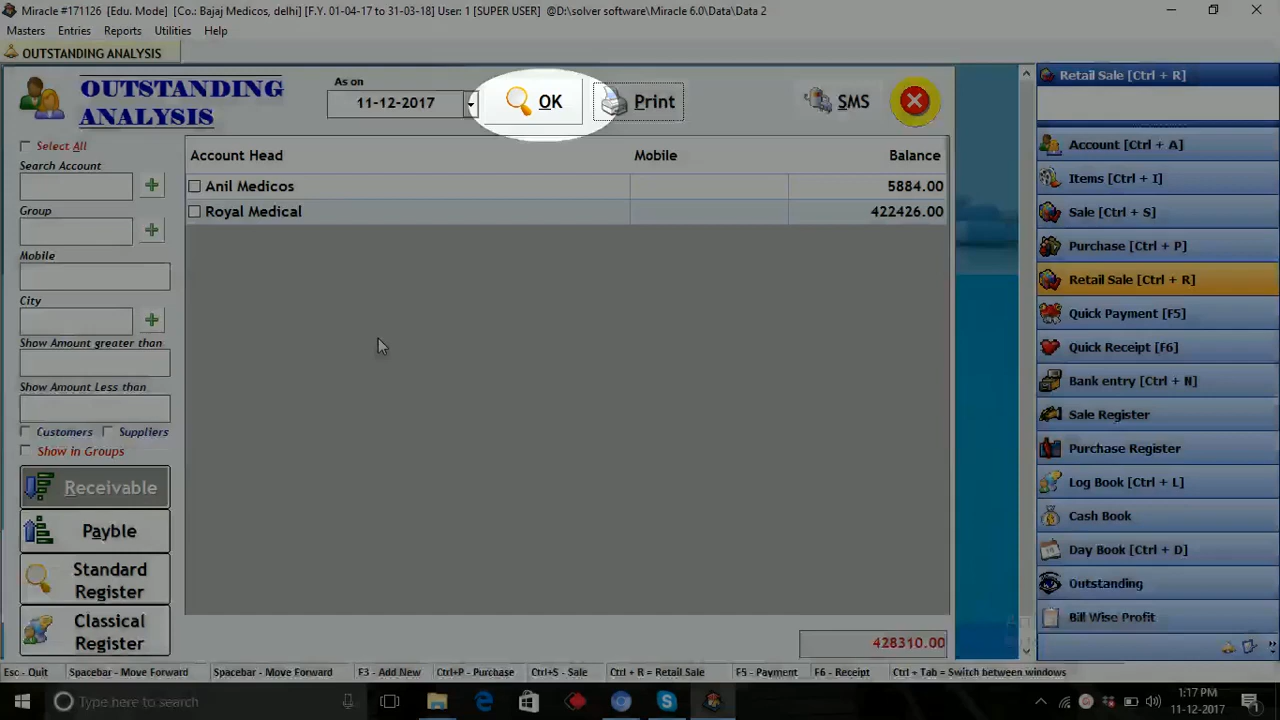 Miracle #171126 [Edu. Mode] [Co.: Bajaj Medicos, delhi] [F.Y. 01-04-17 to 31-03-18] User: 1 [SUPER USER] @D:\solver software\Miracle 6.0\Data\Data 2
Masters Entries Reports Utilities Help
OUTSTANDING ANALYSIS
OUTSTANDING
ANALYSIS
As on
11-12-2017
OK
Print
SMS
Select All
Search Account
Group
Mobile
City
Show Amount greater than
Show Amount Less than
Customers Suppliers
Show in Groups
Receivable
Payble
Standard
Register
Classical
Register
Account Head Mobile Balance
Anil Medicos 5884.00
Royal Medical 422426.00
428310.00
Retail Sale [Ctrl + R]
Account [Ctrl + A]
Items [Ctrl + I]
Sale [Ctrl + S]
Purchase [Ctrl + P]
Retail Sale [Ctrl + R]
Quick Payment [F5]
Quick Receipt [F6]
Bank entry [Ctrl + N]
Sale Register
Purchase Register
Log Book [Ctrl + L]
Cash Book
Day Book [Ctrl + D]
Outstanding
Bill Wise Profit
Esc - Quit Spacebar - Move Forward Spacebar - Move Forward F3 - Add New Ctrl+P - Purchase Ctrl+S - Sale Ctrl + R = Retail Sale F5 - Payment F6 - Receipt Ctrl + Tab = Switch between windows
Type here to search
1:17 PM
11-12-2017